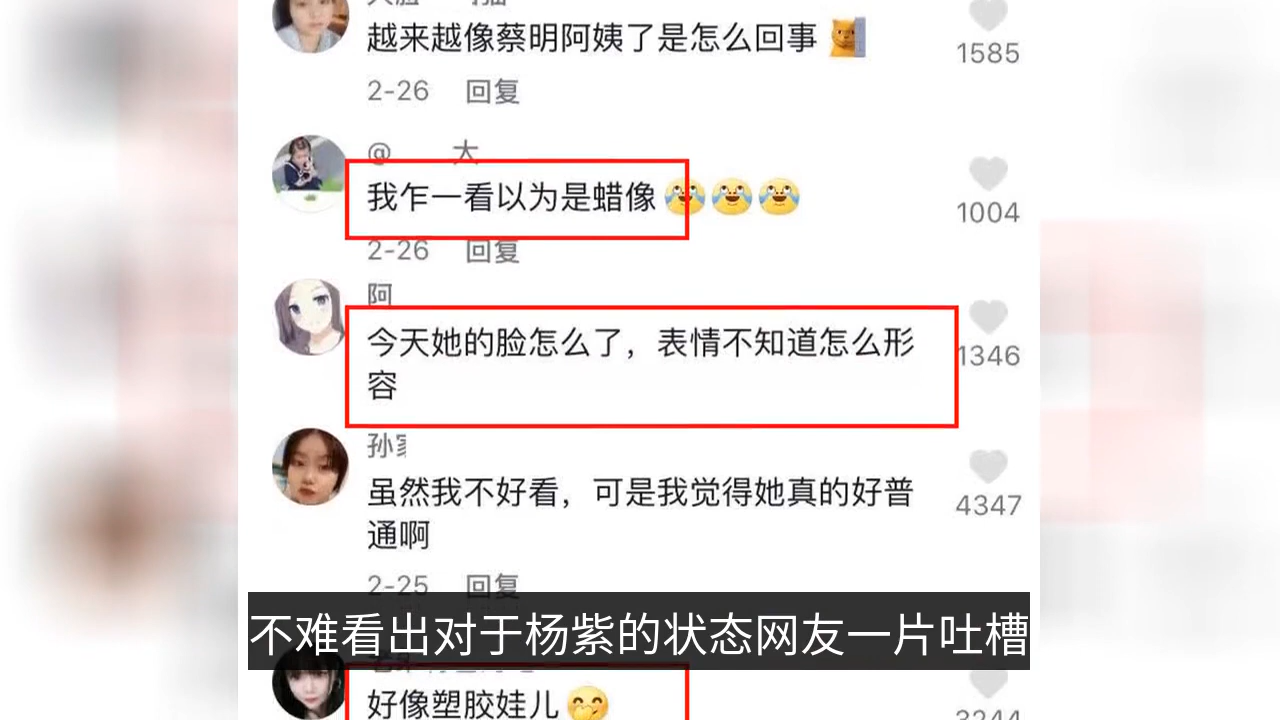 越来越像蔡明阿姨了是怎么回事
1585
2-26 回复
@ 大
我乍一看以为是蜡像
1004
2-26 回复
阿
今天她的脸怎么了，表情不知道怎么形
容
1346
孙
虽然我不好看，可是我觉得她真的好普
通啊
4347
2-25 回复
不难看出对于杨紫的状态网友一片吐槽
好像塑胶娃儿
3244